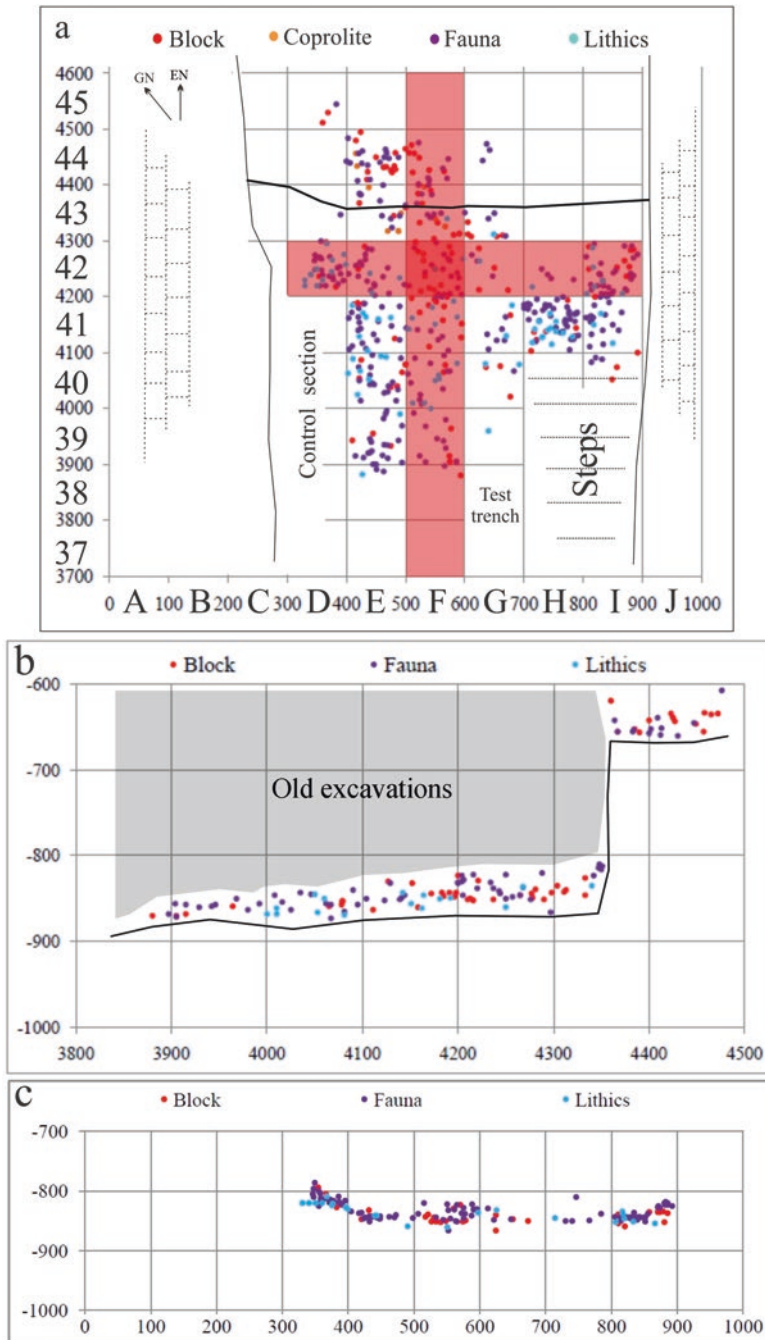 a
Block Coprolite Fauna Lithics
4600
GN EN
45
4500
44
4400
43
4300
42
4200
41
4100
40
4000
39
3900
38
3800
37
3700
Control section
Test
trench
Steps
0 A 100 B 200 C 300 D 400 E 500 F 600 G 700 H 800 I 900 J 1000
b
Block Fauna Lithics
-600
-700
Old excavations
-800
-900
-1000
3800 3900 4000 4100 4200 4300 4400 4500
c
Block Fauna Lithics
-700
-800
-900
-1000
0 100 200 300 400 500 600 700 800 900 1000